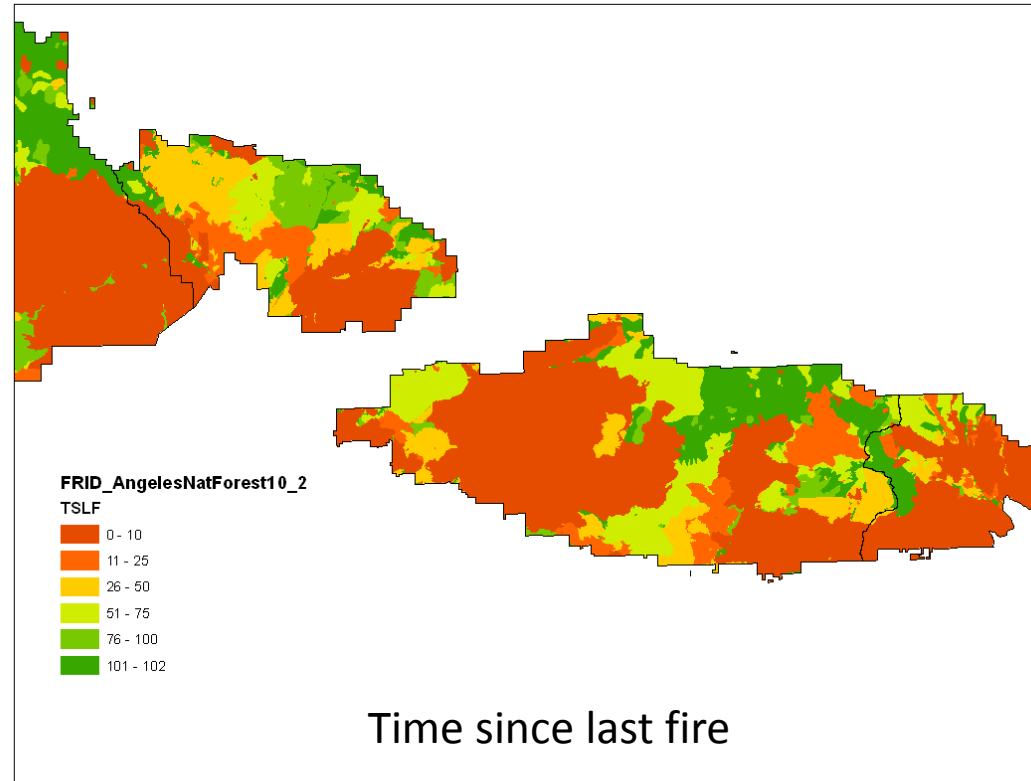 FRID_AngelesNatForest10_2
TSLF
0 - 10
11 - 25
26 - 50
51 - 75
76 - 100
101 - 102
Time since last fire